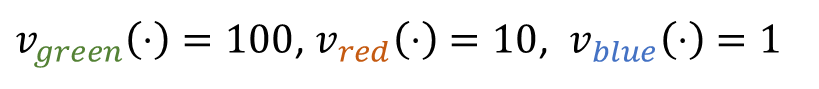 v_green(·) = 100, v_red(·) = 10, v_blue(·) = 1